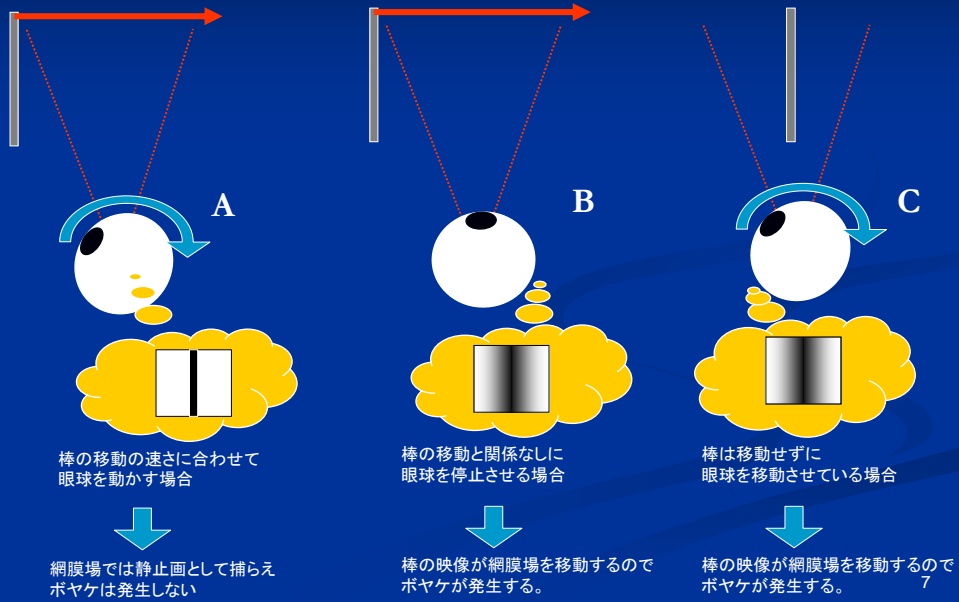 A
B
C
棒の移動の速さに合わせて
眼球を動かす場合
棒の移動と関係なしに
眼球を停止させる場合
棒は移動せずに
眼球を移動させている場合
網膜場では静止画として捕らえ
ボヤケは発生しない
棒の映像が網膜場を移動するので
ボヤケが発生する。
棒の映像が網膜場を移動するので
ボヤケが発生する。
7